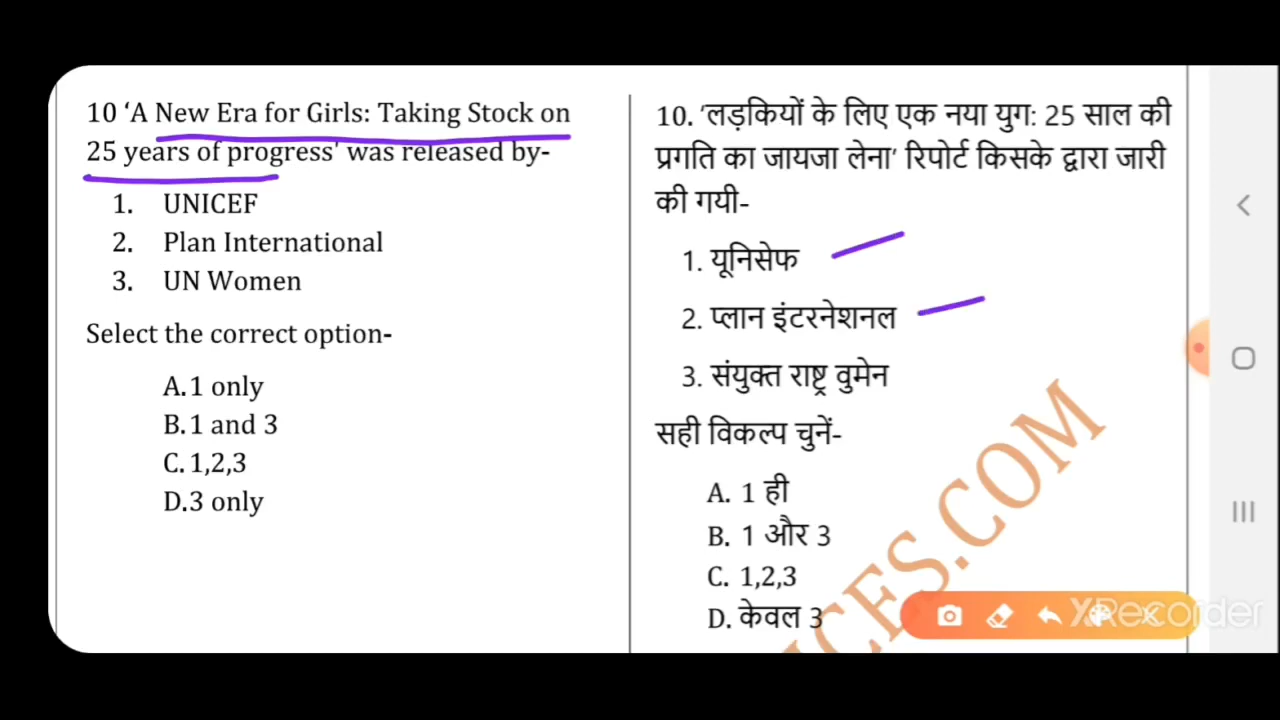 10 ‘A New Era for Girls: Taking Stock on
25 years of progress’ was released by-
1. UNICEF
2. Plan International
3. UN Women
Select the correct option-
A.1 only
B.1 and 3
C.1,2,3
D.3 only
10. ‘लड़कियों के लिए एक नया युग: 25 साल की
प्रगति का जायजा लेना’ रिपोर्ट किसके द्वारा जारी
की गयी-
1. यूनिसेफ
2. प्लान इंटरनेशनल
3. संयुक्त राष्ट्र वुमेन
सही विकल्प चुनें-
A. 1 ही
B. 1 और 3
C. 1,2,3
D. केवल 3
XRecorder